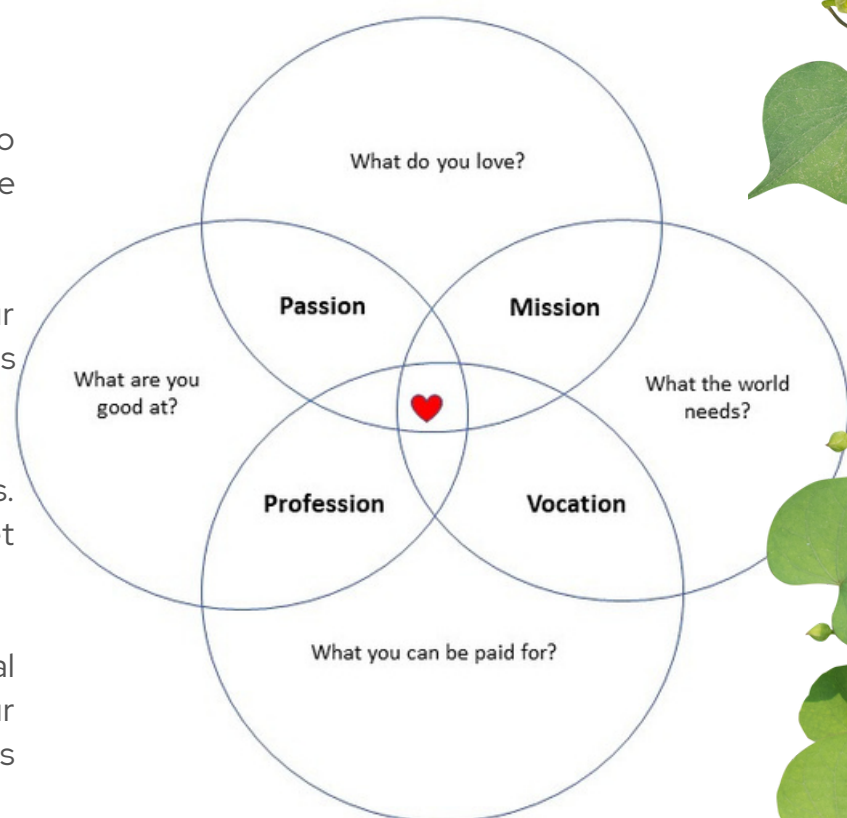 What do you love?
Passion
Mission
What are you
good at?
What the world
needs?
Profession
Vocation
What you can be paid for?